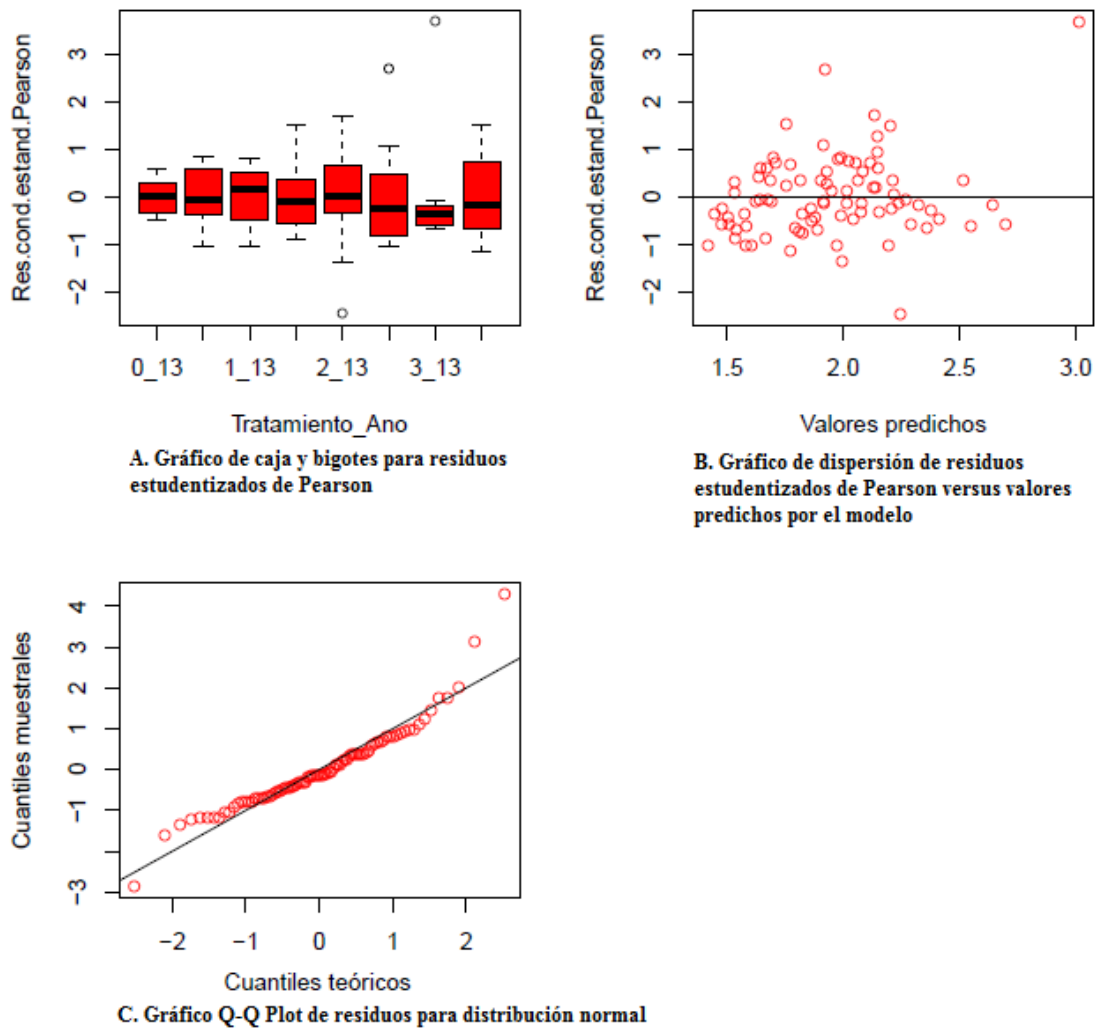 Res.cond.estand.Pearson
3
2
1
0
−1
−2
0_13 1_13 2_13 3_13
Tratamiento_Ano
A. Gráfico de caja y bigotes para residuos
estudentizados de Pearson
Res.cond.estand.Pearson
3
2
1
0
−1
−2
1.5 2.0 2.5 3.0
Valores predichos
B. Gráfico de dispersión de residuos
estudentizados de Pearson versus valores
predichos por el modelo
Cuantiles muestrales
4
3
2
1
0
−1
−3
−2 −1 0 1 2
Cuantiles teóricos
C. Gráfico Q-Q Plot de residuos para distribución normal